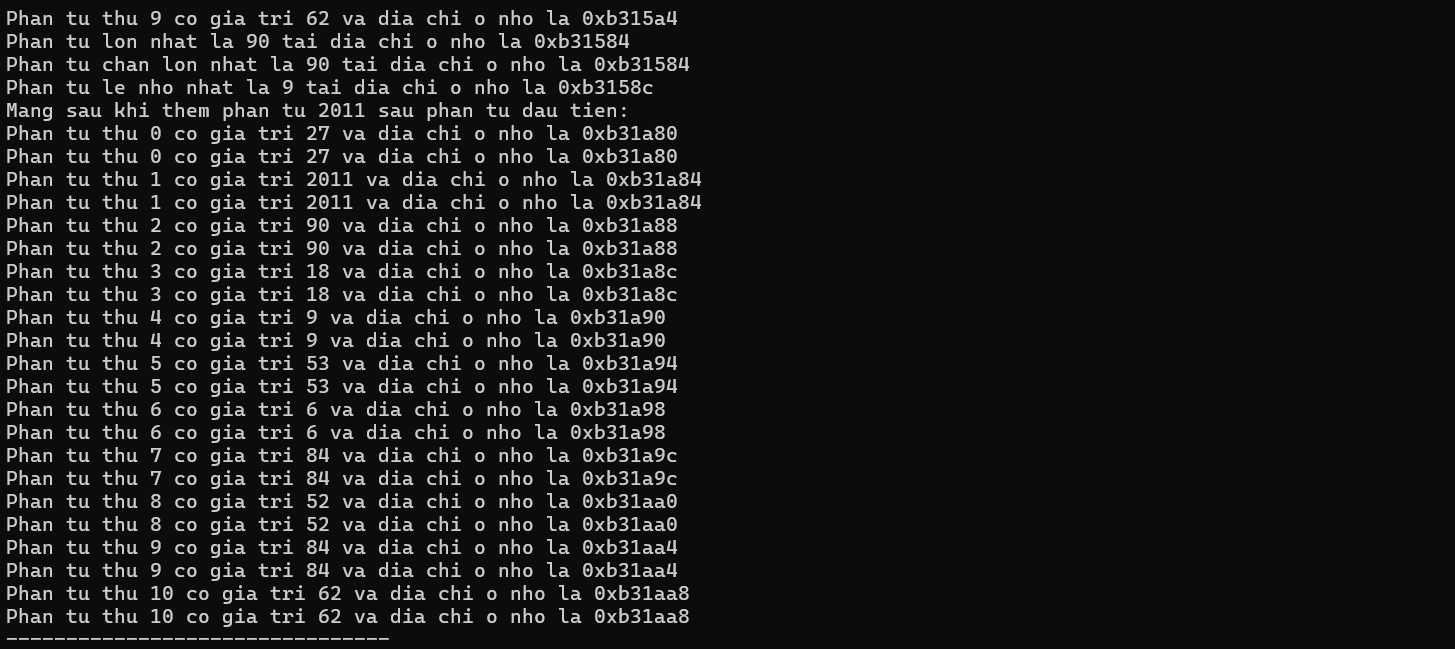 Phan tu thu 9 co gia tri 62 va dia chi o nho la 0xb315a4
Phan tu lon nhat la 90 tai dia chi o nho la 0xb31584
Phan tu chan lon nhat la 90 tai dia chi o nho la 0xb31584
Phan tu le nho nhat la 9 tai dia chi o nho la 0xb3158c
Mang sau khi them phan tu 2011 sau phan tu dau tien:
Phan tu thu 0 co gia tri 27 va dia chi o nho la 0xb31a80
Phan tu thu 0 co gia tri 27 va dia chi o nho la 0xb31a80
Phan tu thu 1 co gia tri 2011 va dia chi o nho la 0xb31a84
Phan tu thu 1 co gia tri 2011 va dia chi o nho la 0xb31a84
Phan tu thu 2 co gia tri 90 va dia chi o nho la 0xb31a88
Phan tu thu 2 co gia tri 90 va dia chi o nho la 0xb31a88
Phan tu thu 3 co gia tri 18 va dia chi o nho la 0xb31a8c
Phan tu thu 3 co gia tri 18 va dia chi o nho la 0xb31a8c
Phan tu thu 4 co gia tri 9 va dia chi o nho la 0xb31a90
Phan tu thu 4 co gia tri 9 va dia chi o nho la 0xb31a90
Phan tu thu 5 co gia tri 53 va dia chi o nho la 0xb31a94
Phan tu thu 5 co gia tri 53 va dia chi o nho la 0xb31a94
Phan tu thu 6 co gia tri 6 va dia chi o nho la 0xb31a98
Phan tu thu 6 co gia tri 6 va dia chi o nho la 0xb31a98
Phan tu thu 7 co gia tri 84 va dia chi o nho la 0xb31a9c
Phan tu thu 7 co gia tri 84 va dia chi o nho la 0xb31a9c
Phan tu thu 8 co gia tri 52 va dia chi o nho la 0xb31aa0
Phan tu thu 8 co gia tri 52 va dia chi o nho la 0xb31aa0
Phan tu thu 9 co gia tri 84 va dia chi o nho la 0xb31aa4
Phan tu thu 9 co gia tri 84 va dia chi o nho la 0xb31aa4
Phan tu thu 10 co gia tri 62 va dia chi o nho la 0xb31aa8
Phan tu thu 10 co gia tri 62 va dia chi o nho la 0xb31aa8
--------------------------------